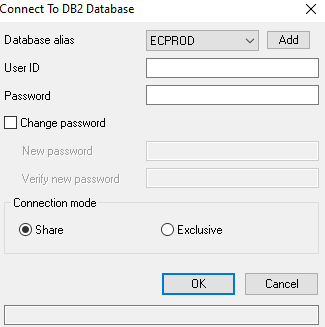 Connect To DB2 Database
Database alias ECPROD Add
User ID
Password
Change password
New password
Verify new password
Connection mode
Share Exclusive
OK Cancel